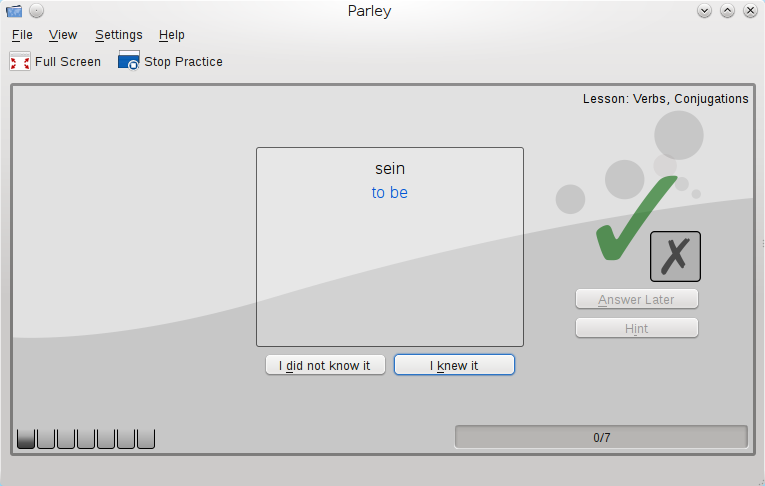 Parley
File View Settings Help
Full Screen Stop Practice
Lesson: Verbs, Conjugations
sein
to be
Answer Later
Hint
I did not know it I knew it
0/7